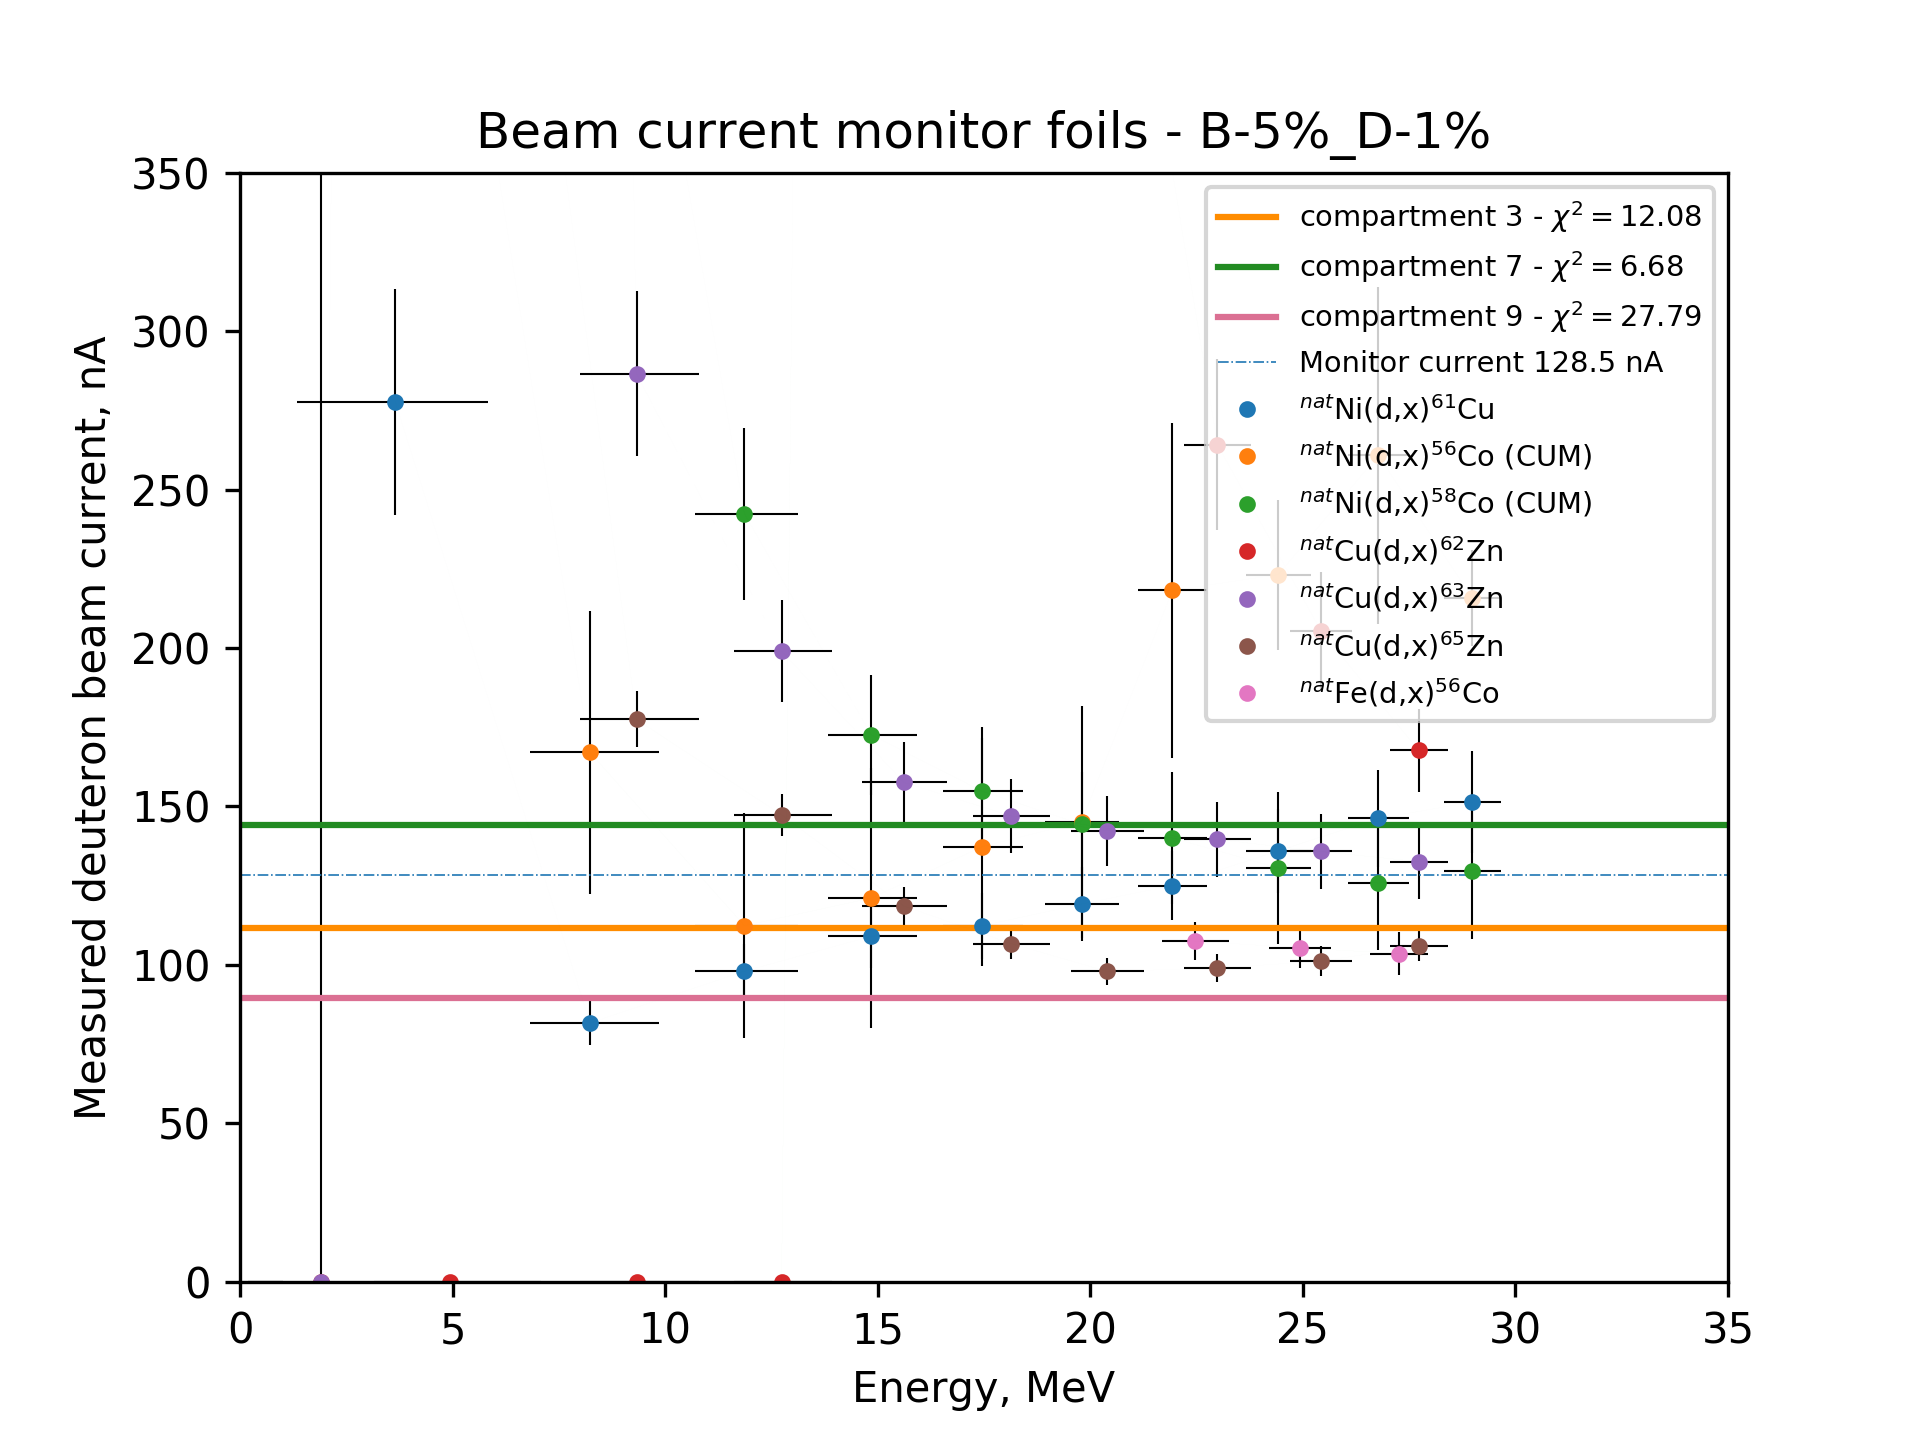 Beam current monitor foils - B-5%_D-1%
Measured deuteron beam current, nA
350
300
250
200
150
100
50
0
compartment 3 - χ² = 12.08
compartment 7 - χ² = 6.68
compartment 9 - χ² = 27.79
Monitor current 128.5 nA
ⁿᵃᵗNi(d,x)⁶¹Cu
ⁿᵃᵗNi(d,x)⁵⁶Co (CUM)
ⁿᵃᵗNi(d,x)⁵⁸Co (CUM)
ⁿᵃᵗCu(d,x)⁶²Zn
ⁿᵃᵗCu(d,x)⁶³Zn
ⁿᵃᵗCu(d,x)⁶⁵Zn
ⁿᵃᵗFe(d,x)⁵⁶Co
0 5 10 15 20 25 30 35
Energy, MeV